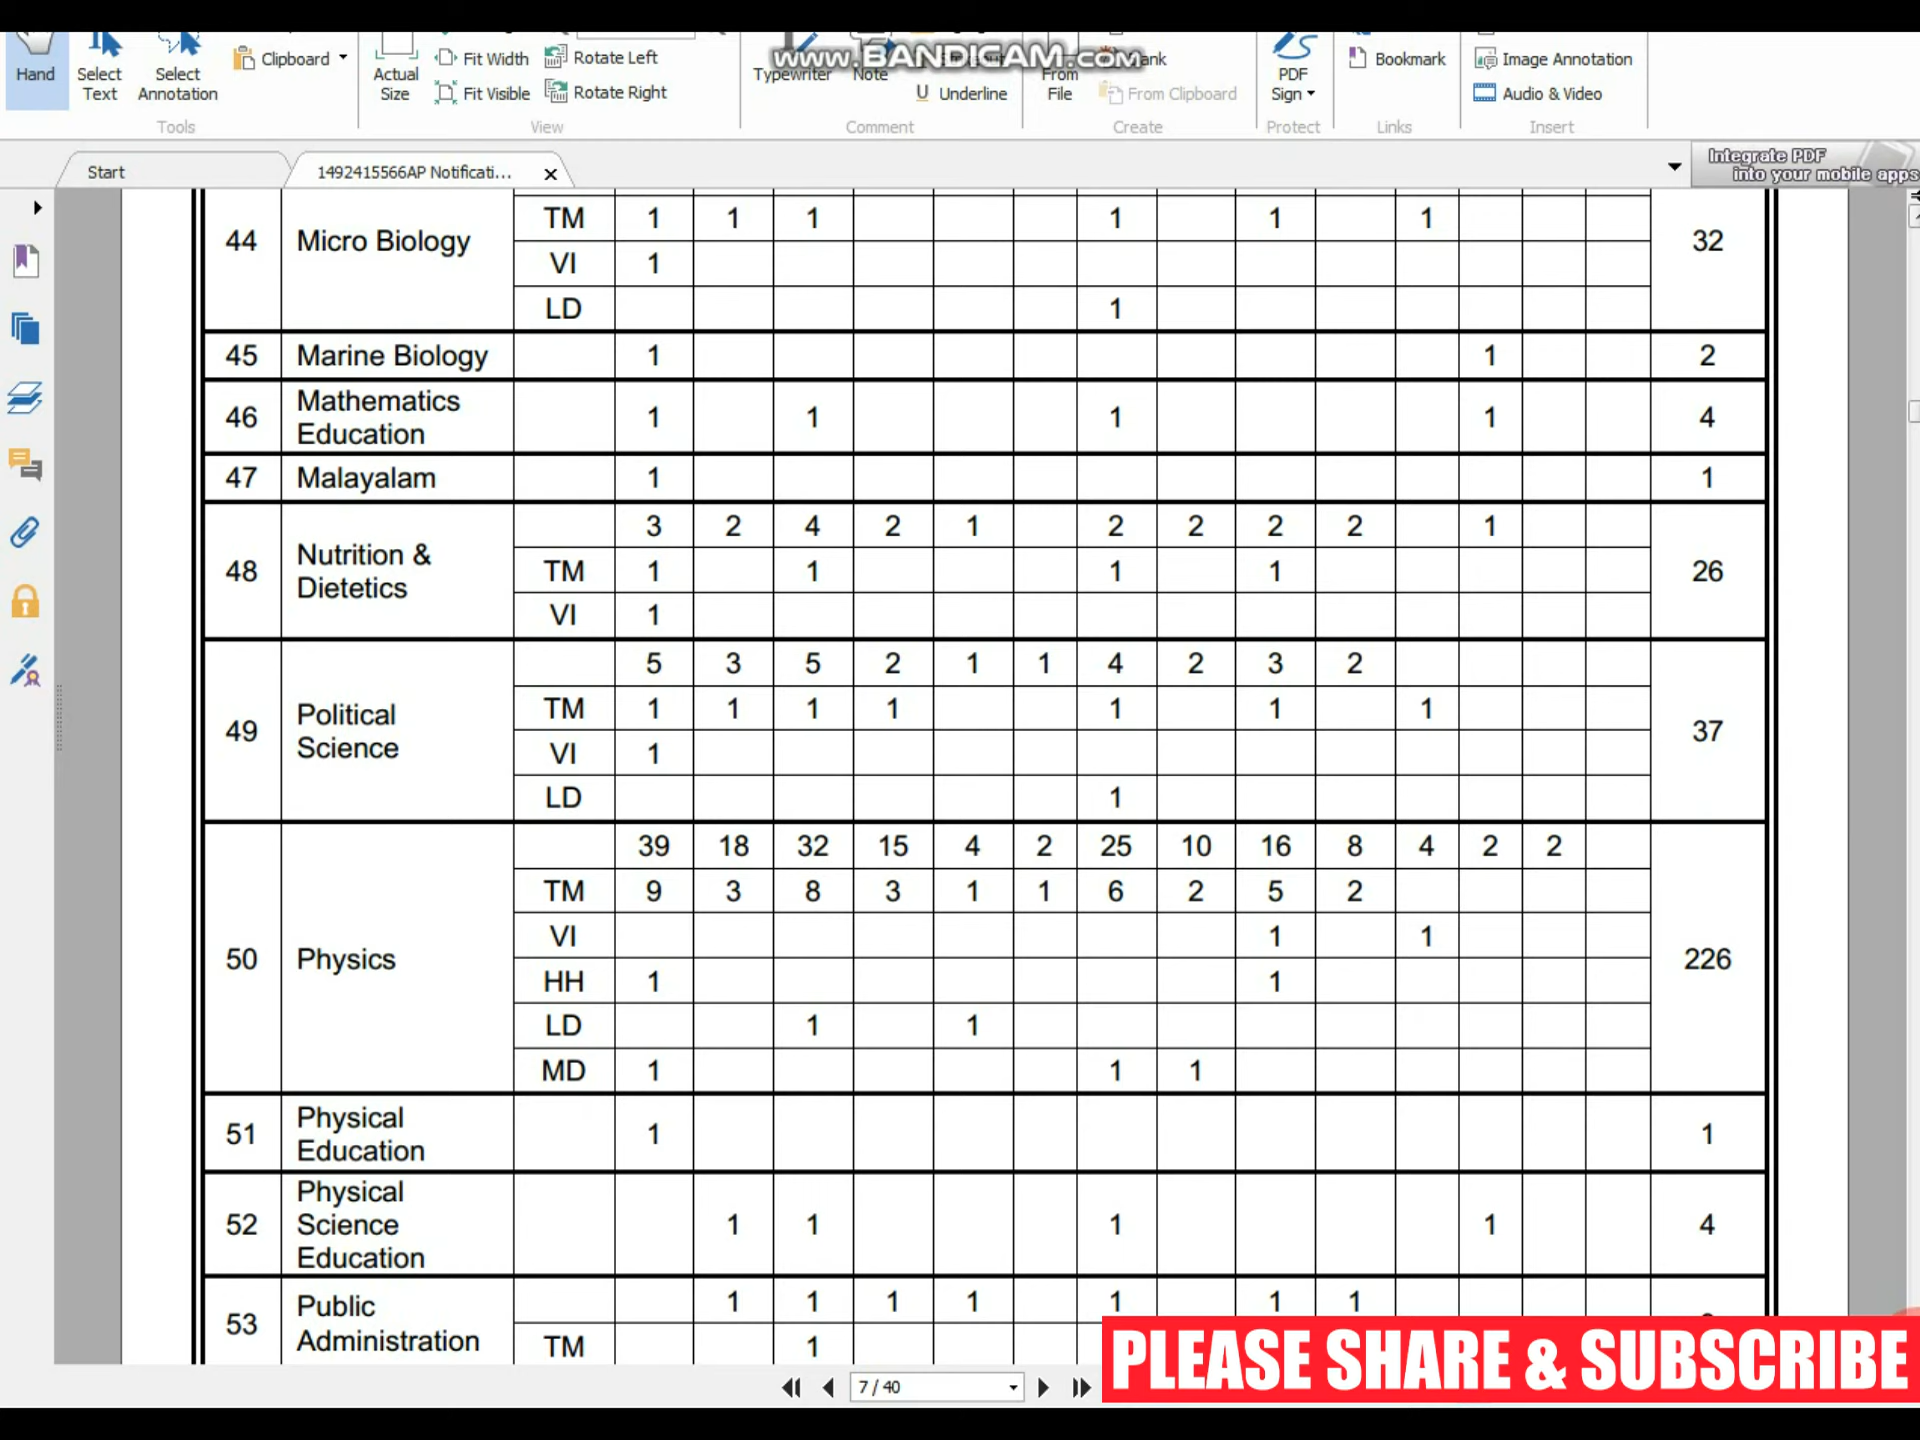 www.BANDICAM.com
Hand
Select Text
Select Annotation
Clipboard
Actual Size
Fit Width
Fit Visible
Rotate Left
Rotate Right
Typewriter
Note
Underline
From File
From Clipboard
PDF Sign
Bookmark
Image Annotation
Audio & Video
Tools
View
Comment
Create
Protect
Links
Insert
Start
1492415566AP Notificati...
Integrate PDF
into your mobile apps
44 Micro Biology 32
TM 1 1 1 1 1 1
VI 1
LD 1
45 Marine Biology 1 1 2
46 Mathematics Education 1 1 1 1 4
47 Malayalam 1 1
48 Nutrition & Dietetics 26
3 2 4 2 1 2 2 2 2 1
TM 1 1 1 1
VI 1
49 Political Science 37
5 3 5 2 1 1 4 2 3 2
TM 1 1 1 1 1 1 1
VI 1
LD 1
50 Physics 226
39 18 32 15 4 2 25 10 16 8 4 2 2
TM 9 3 8 3 1 1 6 2 5 2
VI 1 1
HH 1 1
LD 1 1
MD 1 1 1
51 Physical Education 1 1
52 Physical Science Education 1 1 1 1 4
53 Public Administration
1 1 1 1 1 1 1
TM 1
7 / 40
PLEASE SHARE & SUBSCRIBE